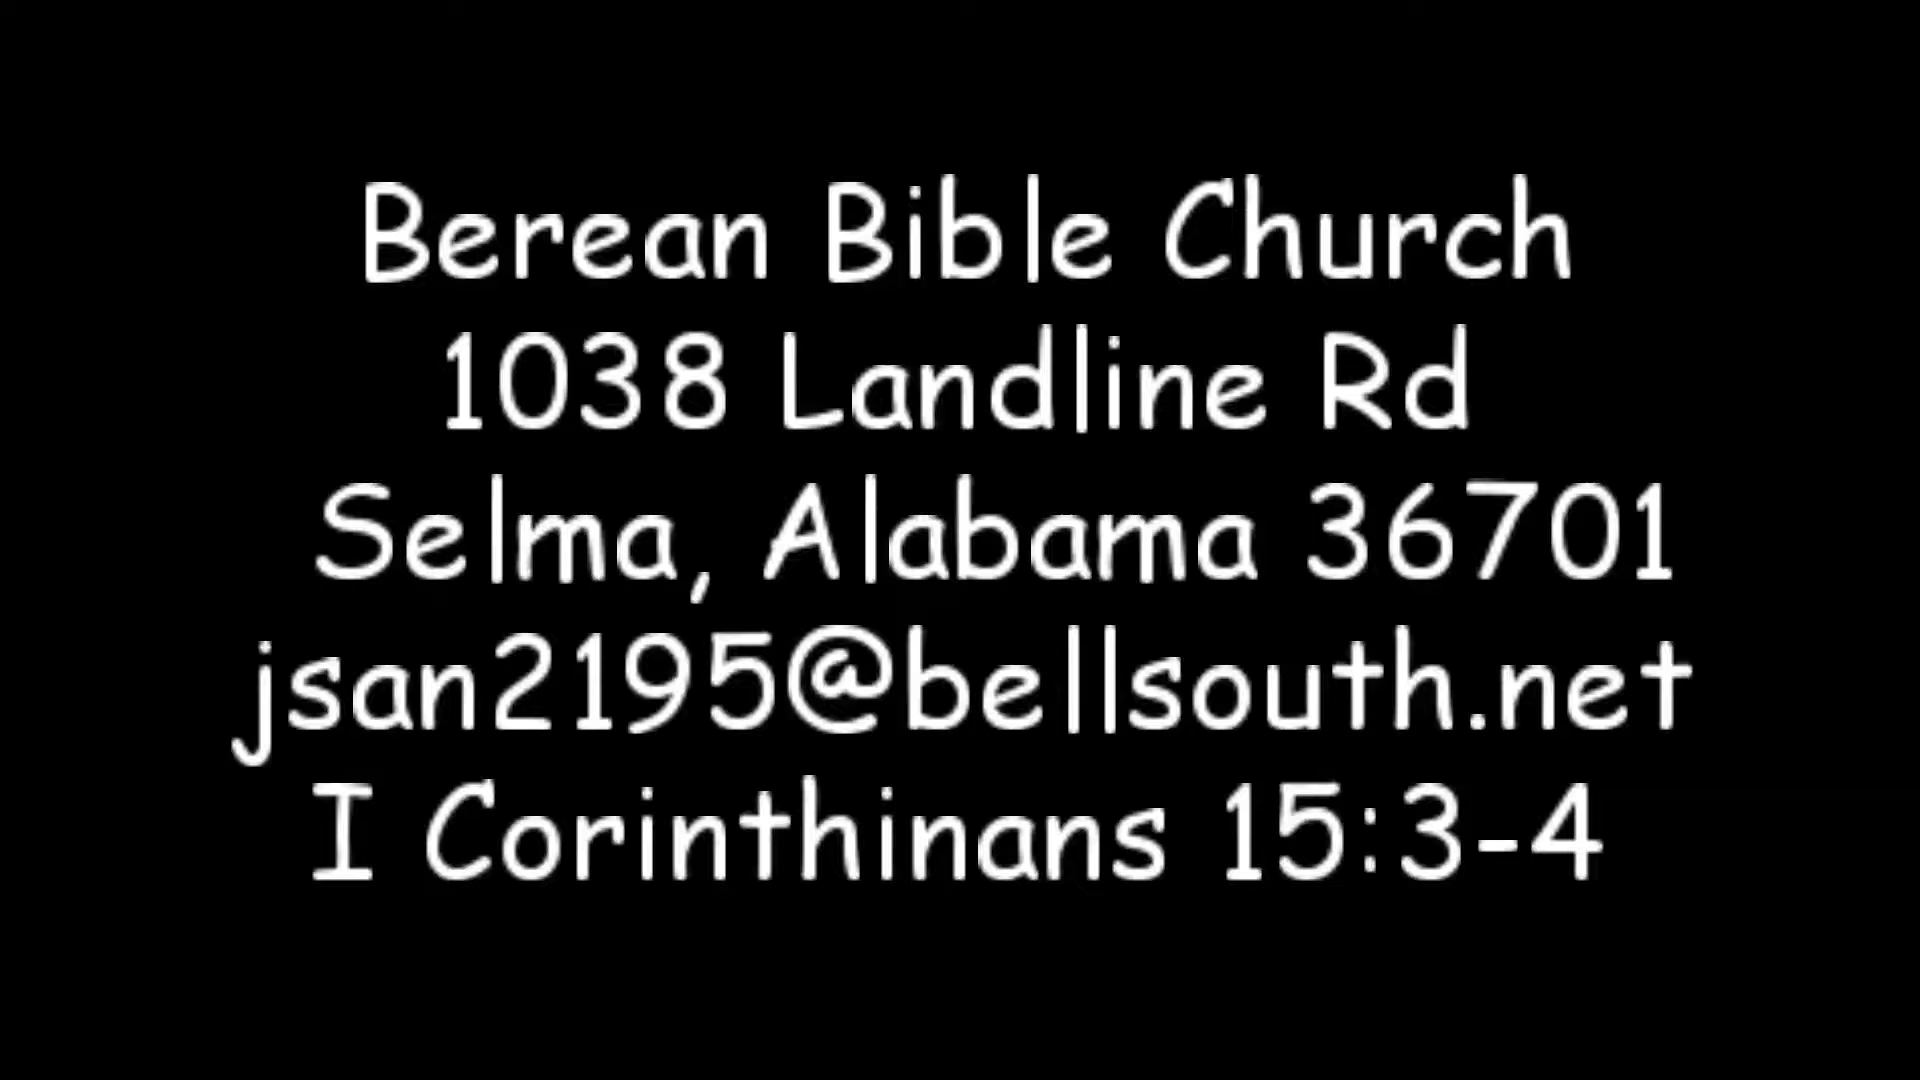 Berean Bible Church
1038 Landline Rd
Selma, Alabama 36701
jsan2195@bellsouth.net
I Corinthinans 15:3-4